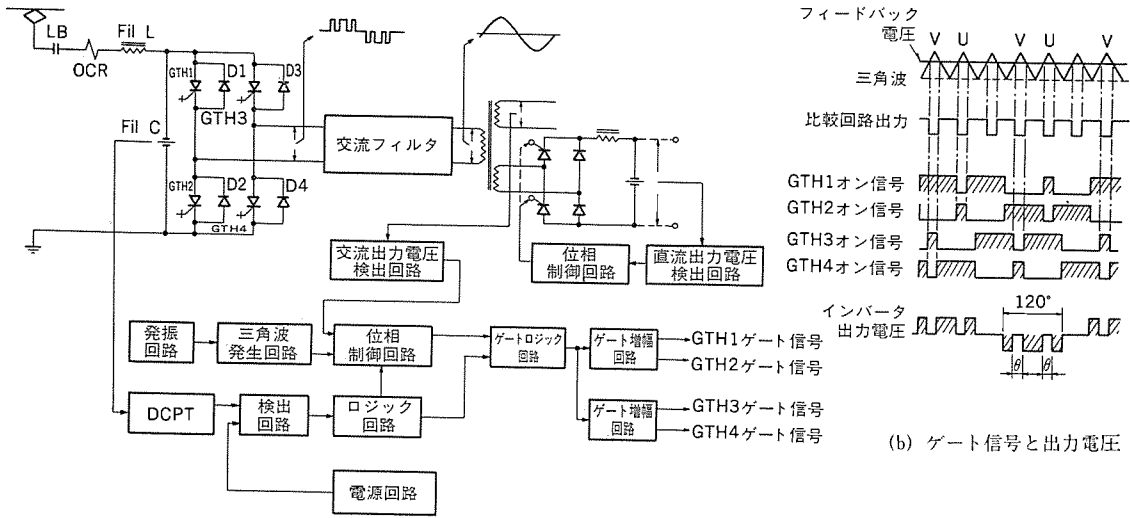 LB
Fil L
OCR
GTH1
D1
D3
GTH3
Fil C
GTH2
D2
D4
GTH4
交流フィルタ
交流出力電圧
検出回路
位相
制御回路
直流出力電圧
検出回路
発振
回路
三角波
発生回路
位相
制御回路
ゲートロジック
回路
ゲート増幅
回路
GTH1ゲート信号
GTH2ゲート信号
DCPT
検出
回路
ロジック
回路
ゲート増幅
回路
GTH3ゲート信号
GTH4ゲート信号
電源回路
フィードバック
電圧
V U V U V
三角波
比較回路出力
GTH1オン信号
GTH2オン信号
GTH3オン信号
GTH4オン信号
インバータ
出力電圧
120°
θ θ
(b) ゲート信号と出力電圧